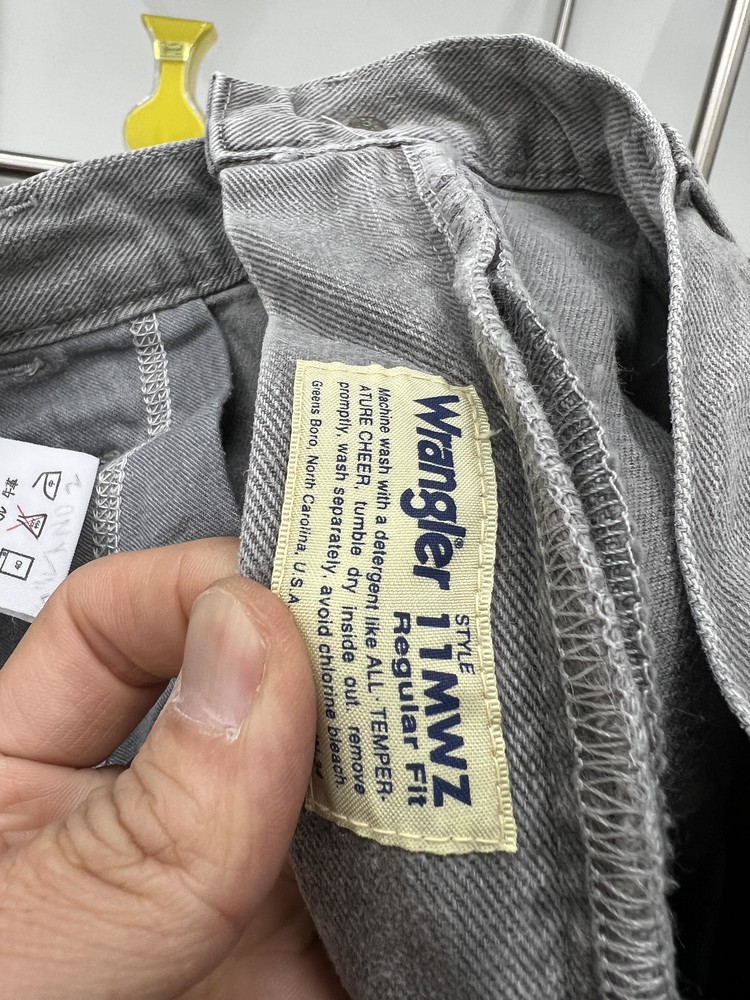 Wrangler
STYLE
11MWZ
Regular Fit
Machine wash with a detergent like ALL-TEMPER-
ATURE CHEER, tumble dry inside out, remove
promptly, wash separately, avoid chlorine bleach.
Greens Boro, North Carolina, U.S.A.